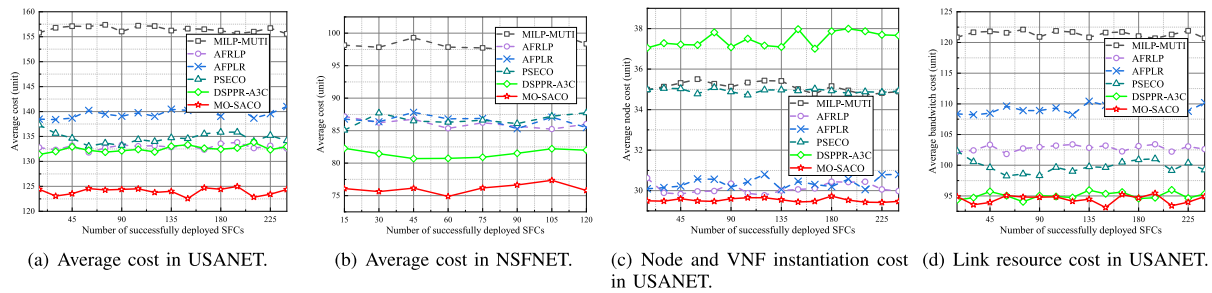 160
155
150
145
140
135
130
125
120
45
90
135
180
225
Average cost (unit)
Number of successfully deployed SFCs
MILP-MUTI
AFRLP
AFPLR
PSECO
DSPPR-A3C
MO-SACO
(a) Average cost in USANET.
100
95
90
85
80
75
15
30
45
60
75
90
105
120
Average cost (unit)
Number of successfully deployed SFCs
MILP-MUTI
AFRLP
AFPLR
PSECO
DSPPR-A3C
MO-SACO
(b) Average cost in NSFNET.
38
36
34
32
30
45
90
135
180
225
Average node cost (unit)
Number of successfully deployed SFCs
MILP-MUTI
AFRLP
AFPLR
PSECO
DSPPR-A3C
MO-SACO
(c) Node and VNF instantiation cost
in USANET.
125
120
115
110
105
100
95
45
90
135
180
225
Average bandwith cost (unit)
Number of successfully deployed SFCs
MILP-MUTI
AFRLP
AFPLR
PSECO
DSPPR-A3C
MO-SACO
(d) Link resource cost in USANET.